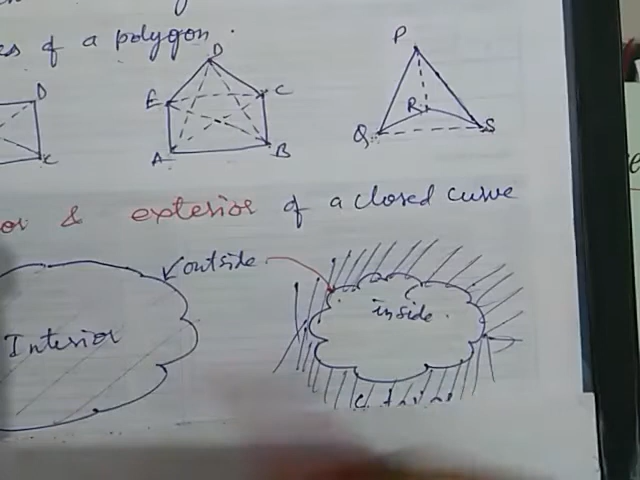 of a polygon.
D
P
D
E
C
R
Q
S
A
B
C
& exterior of a closed curve
outside
inside.
Interior